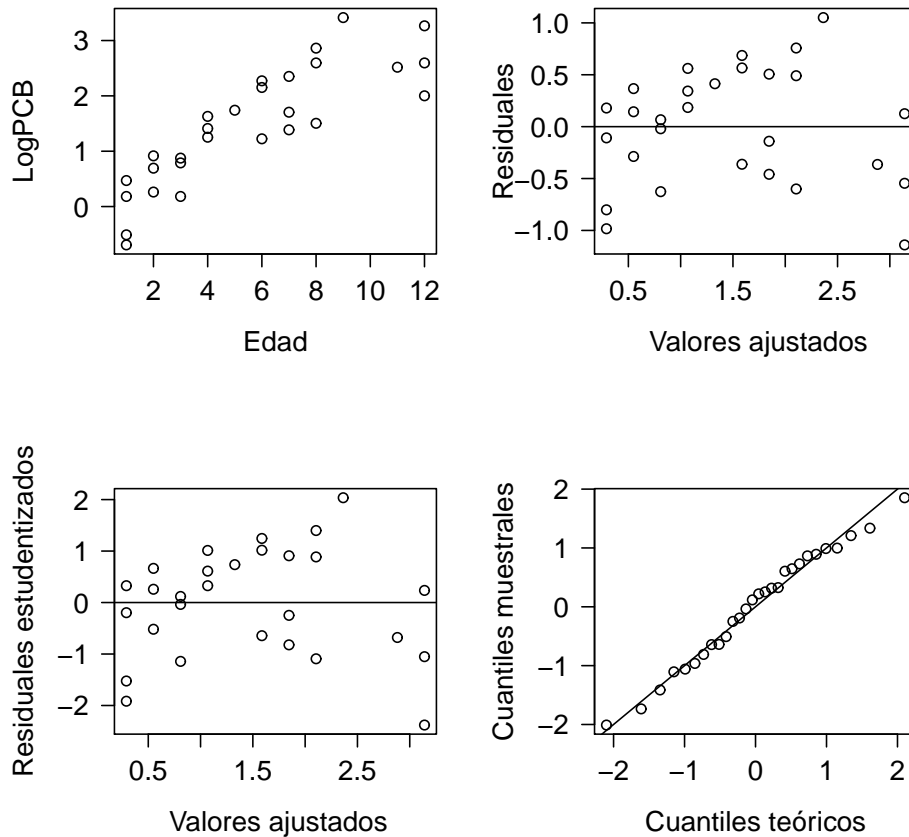 LogPCB
3
2
1
0
2 4 6 8 10 12
Edad
Residuales
1.0
0.5
0.0
−0.5
−1.0
0.5 1.5 2.5
Valores ajustados
Residuales estudentizados
2
1
0
−1
−2
0.5 1.5 2.5
Valores ajustados
Cuantiles muestrales
2
1
0
−1
−2
−2 −1 0 1 2
Cuantiles teóricos